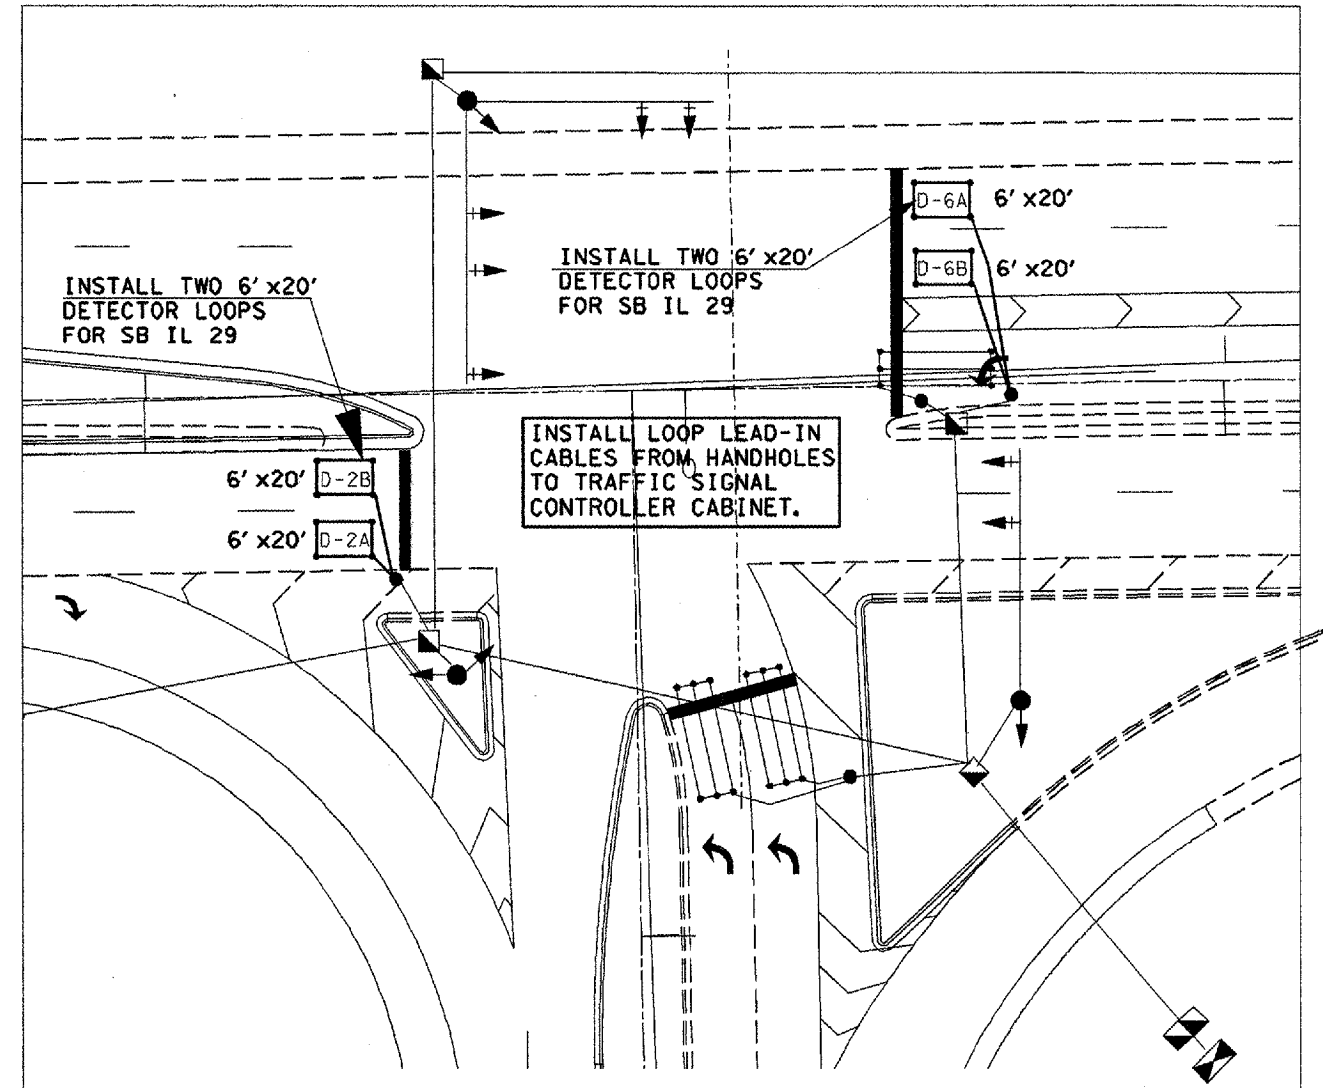 D-6A 6' x20'
INSTALL TWO 6' x20'
DETECTOR LOOPS
FOR SB IL 29
D-6B 6' x20'
INSTALL TWO 6' x20'
DETECTOR LOOPS
FOR SB IL 29
INSTALL LOOP LEAD-IN
CABLES FROM HANDHOLES
TO TRAFFIC SIGNAL
CONTROLLER CABINET.
6' x20' D-2B
6' x20' D-2A